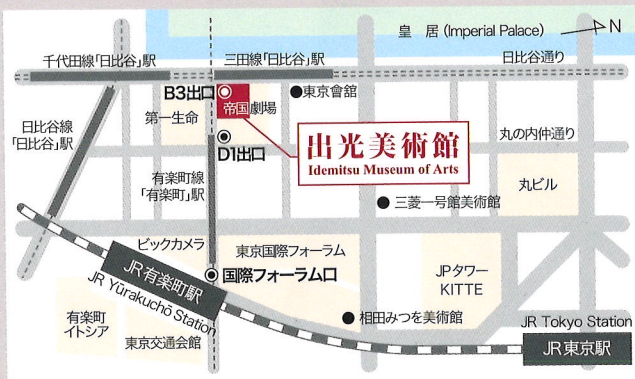 皇 居 (Imperial Palace)
N
千代田線「日比谷」駅
三田線「日比谷」駅
日比谷通り
B3出口
帝国劇場
東京會舘
第一生命
日比谷線
「日比谷」駅
D1出口
出光美術館
Idemitsu Museum of Arts
丸の内仲通り
有楽町線
「有楽町」駅
丸ビル
三菱一号館美術館
ビックカメラ
東京国際フォーラム
国際フォーラム口
JPタワー
KITTE
JR有楽町駅
JR Yūrakuchō Station
有楽町
イトシア
東京交通会館
相田みつを美術館
JR Tokyo Station
JR東京駅